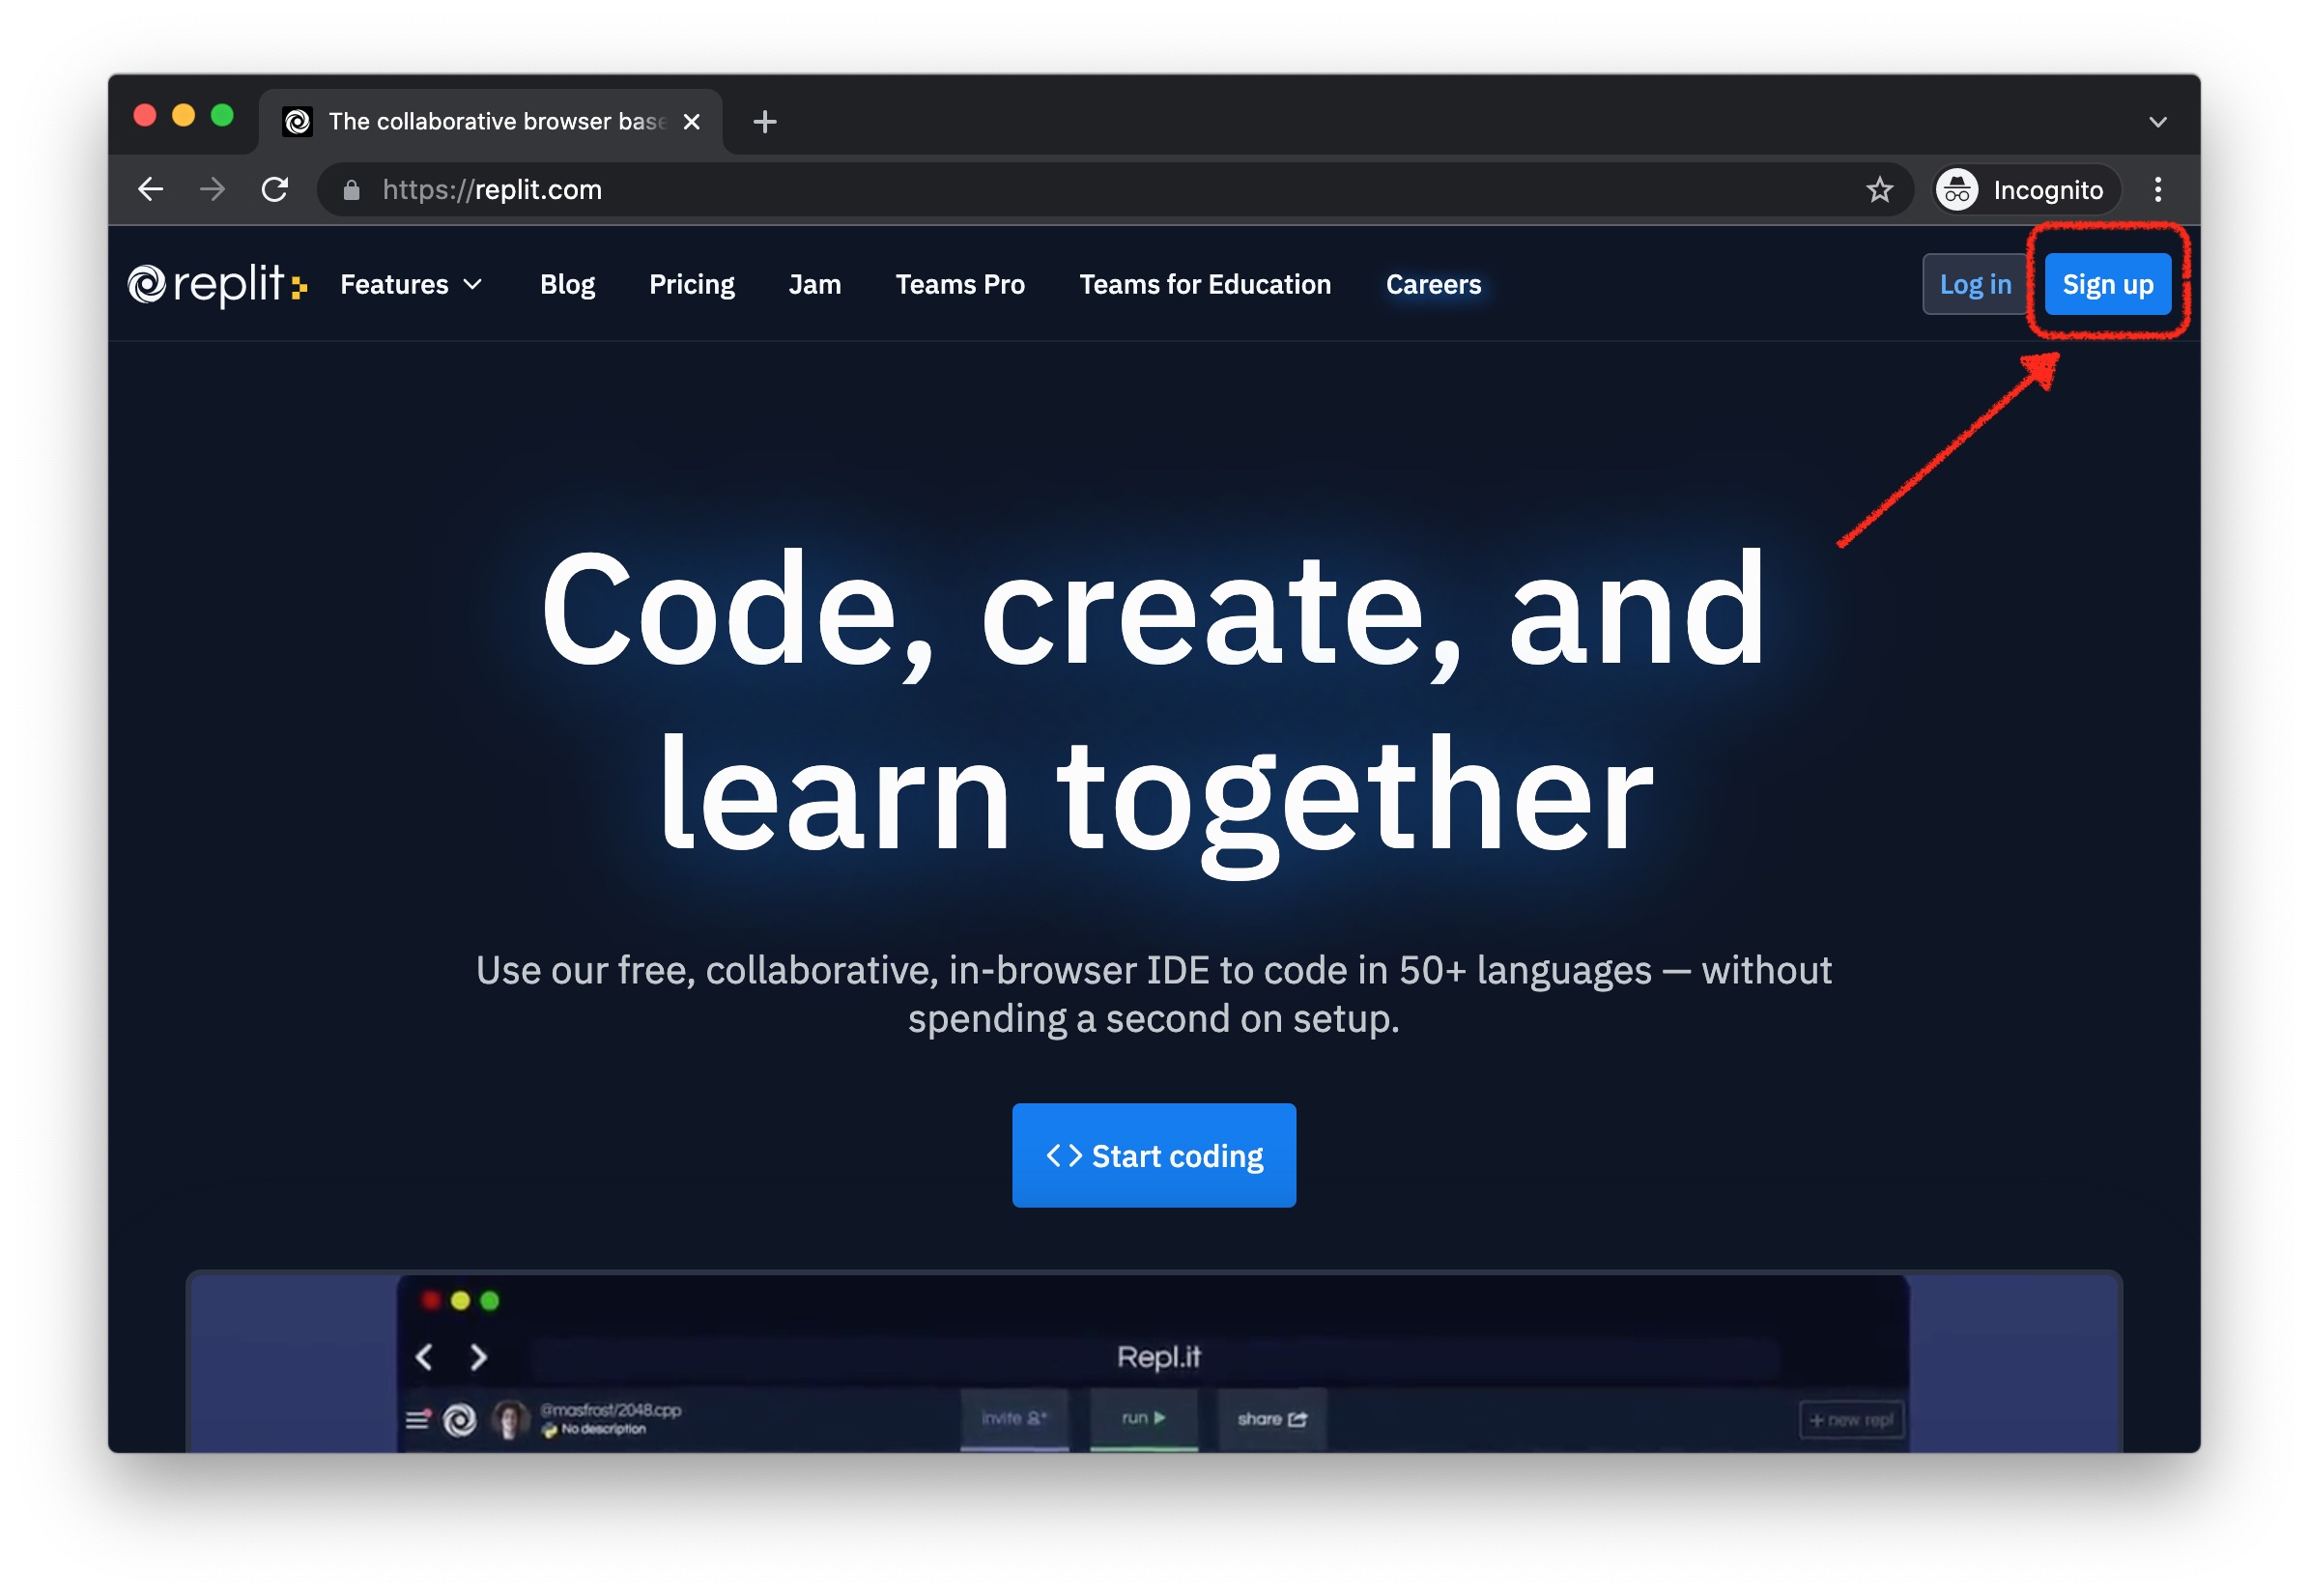 The collaborative browser base
https://replit.com
Incognito
replit
Features
Blog
Pricing
Jam
Teams Pro
Teams for Education
Careers
Log in
Sign up
Code, create, and
learn together
Use our free, collaborative, in-browser IDE to code in 50+ languages — without
spending a second on setup.
<> Start coding
Repl.it
@masfrost/2048.cpp
No description
invite
run
share
+ new repl